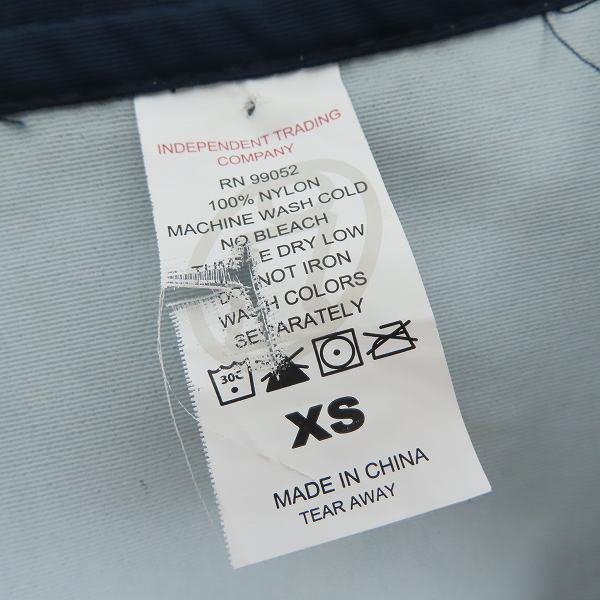 INDEPENDENT TRADING
COMPANY
RN 99052
100% NYLON
MACHINE WASH COLD
NO BLEACH
DRY LOW
NOT IRON
WASH COLORS
SEPARATELY
30C
XS
MADE IN CHINA
TEAR AWAY